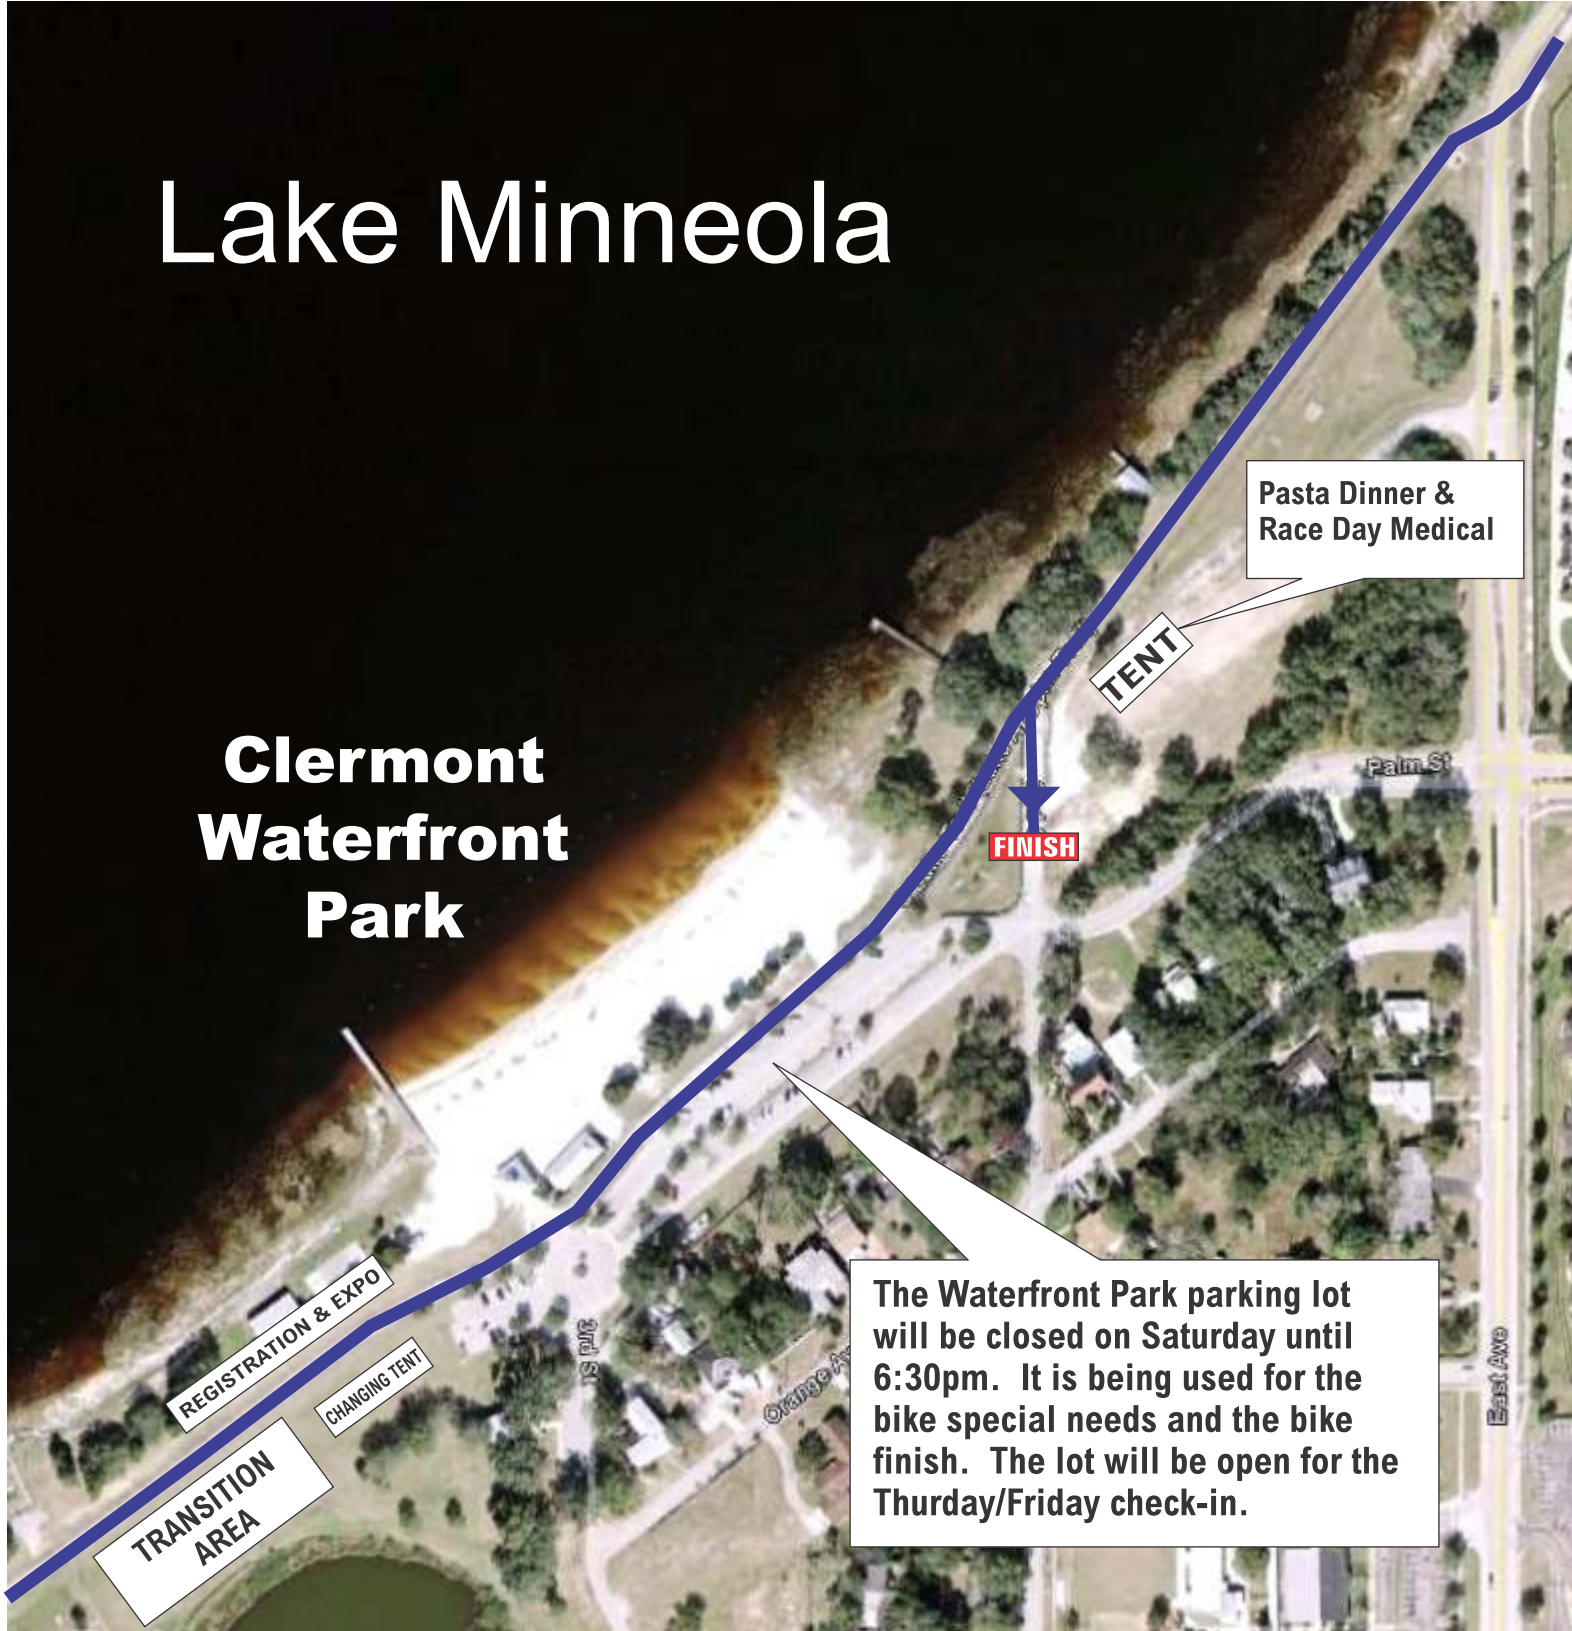 Lake Minneola
Pasta Dinner &
Race Day Medical
TENT
Clermont
Waterfront
Park
Palm St
FINISH
REGISTRATION & EXPO
CHANGING TENT
3rd St
TRANSITION
AREA
Orange Av
East Ave
The Waterfront Park parking lot
will be closed on Saturday until
6:30pm.  It is being used for the
bike special needs and the bike
finish.  The lot will be open for the
Thurday/Friday check-in.